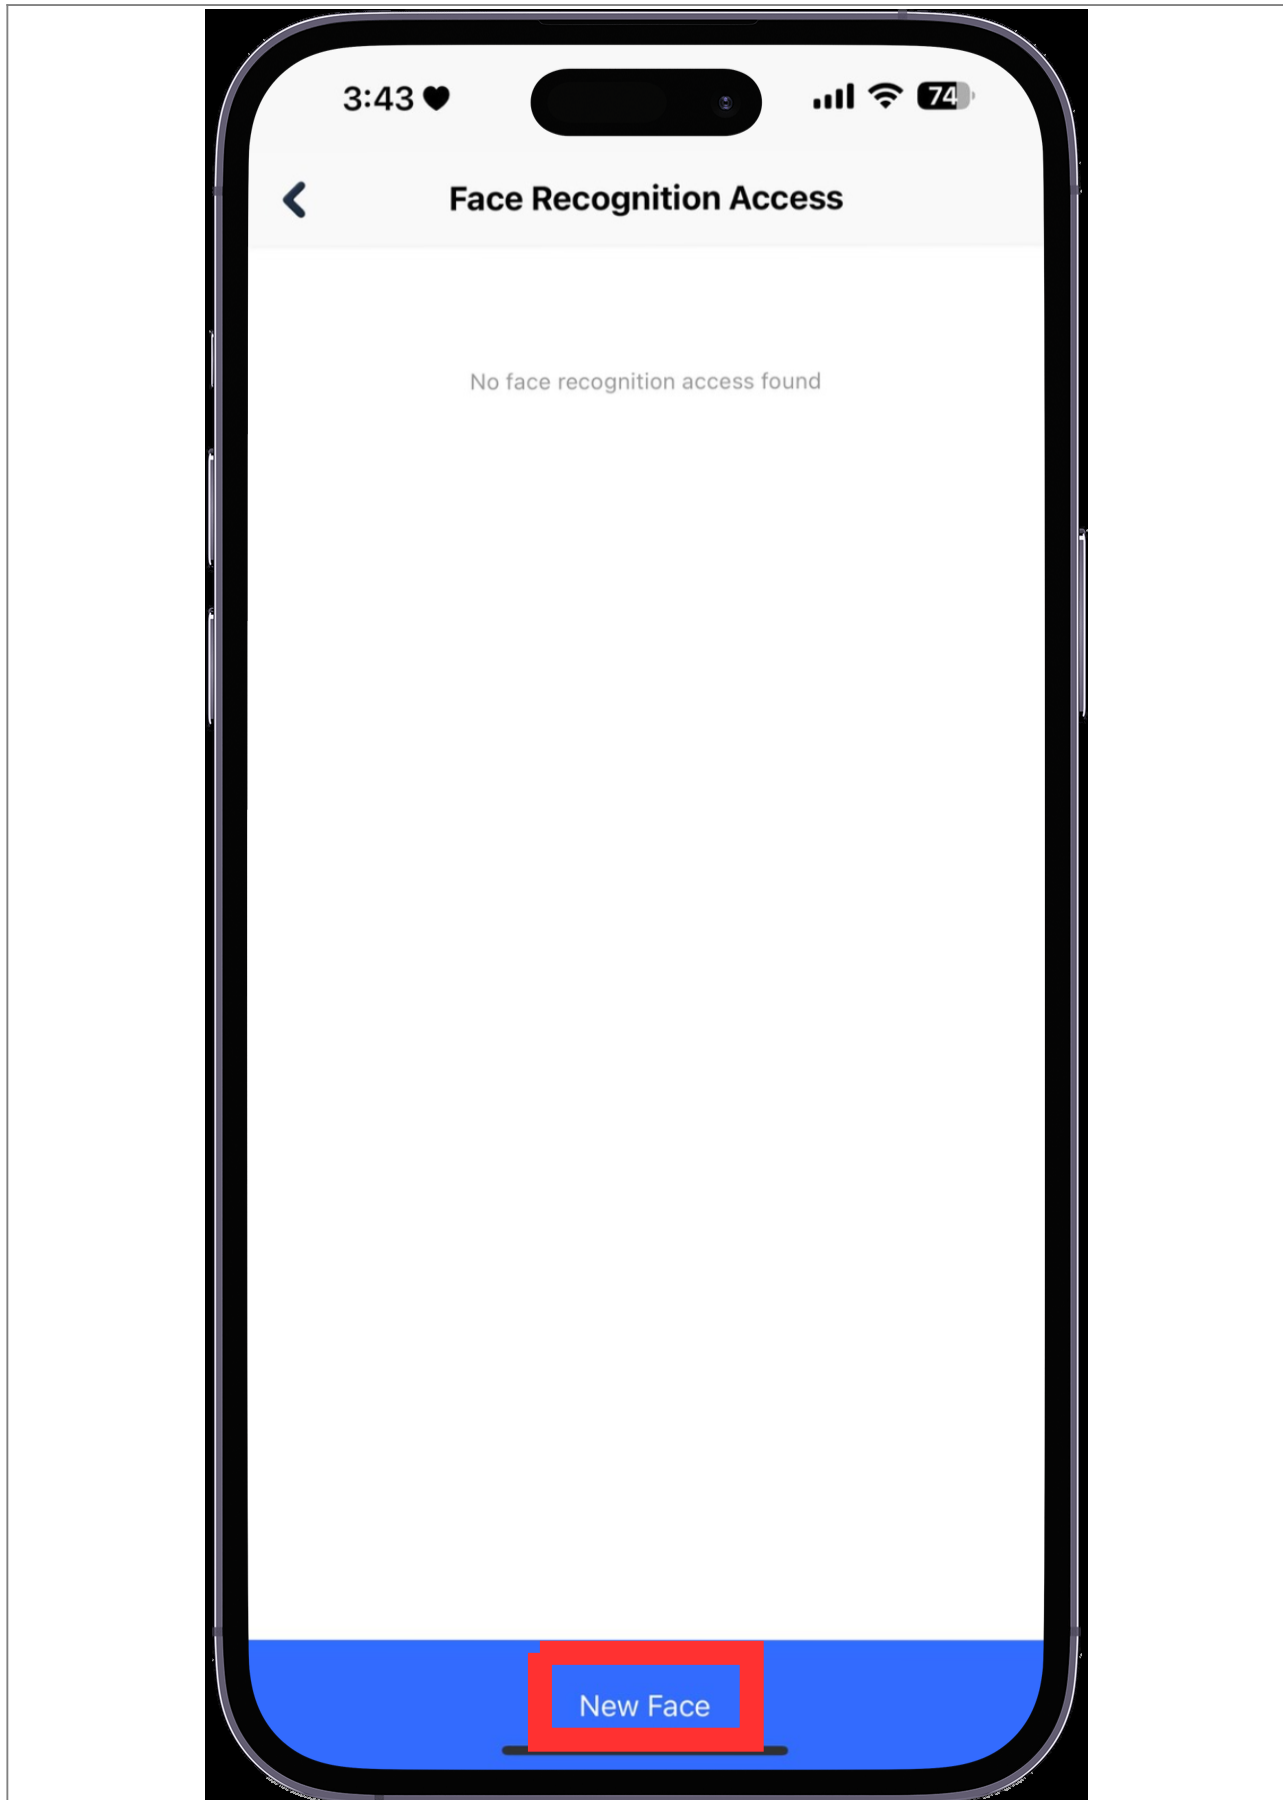 3:43
74
Face Recognition Access
No face recognition access found
New Face